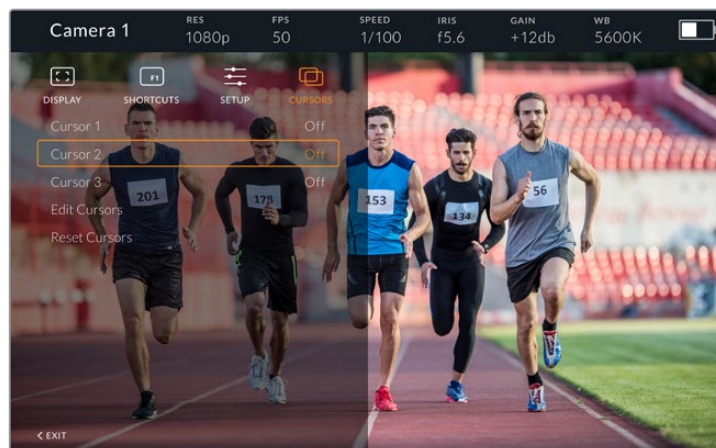 Camera 1
RES
1080p
FPS
50
SPEED
1/100
IRIS
f5.6
GAIN
+12db
WB
5600K
F1
DISPLAY
SHORTCUTS
SETUP
CURSORS
Cursor 1 Off
Cursor 2 Off
Cursor 3 Off
Edit Cursors
Reset Cursors
201
178
153
134
56
< EXIT